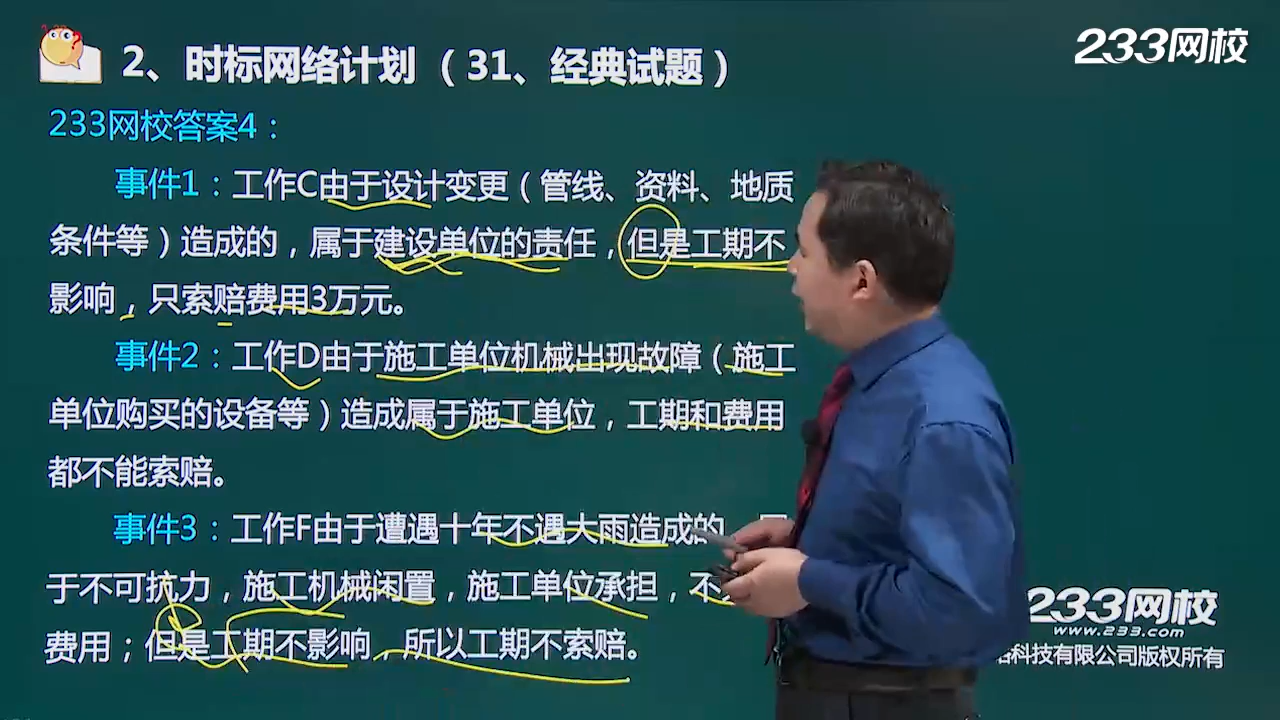 2、时标网络计划（31、经典试题）
233网校
233网校答案4：
事件1：工作C由于设计变更（管线、资料、地质
条件等）造成的，属于建设单位的责任，但是工期不
影响，只索赔费用3万元。
事件2：工作D由于施工单位机械出现故障（施工
单位购买的设备等）造成属于施工单位，工期和费用
都不能索赔。
事件3：工作F由于遭遇十年不遇大雨造成的
于不可抗力，施工机械闲置，施工单位承担，不
费用；但是工期不影响，所以工期不索赔。
233网校
www.233.com
科技有限公司版权所有